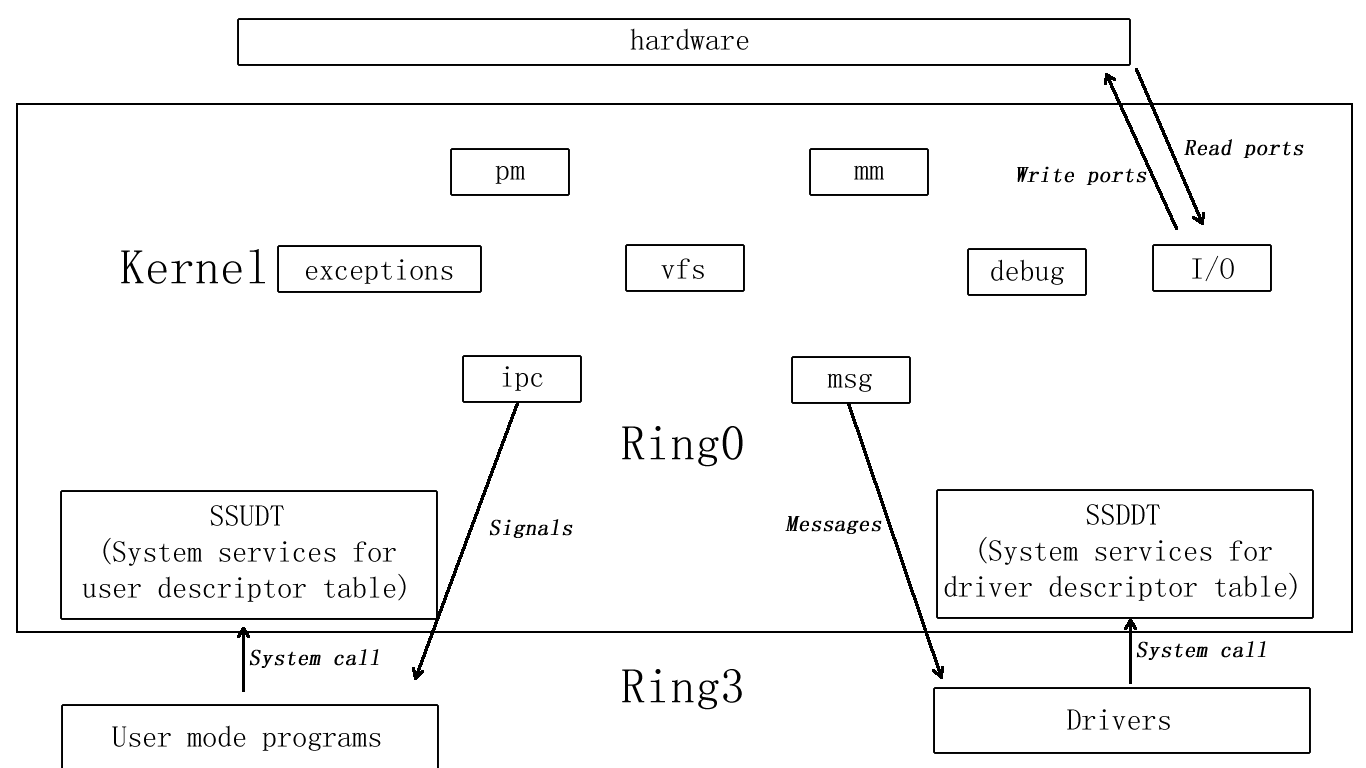 hardware
Read ports
Write ports
pm
mm
Kernel
exceptions
vfs
debug
I/O
ipc
msg
Ring0
SSUDT
(System services for
user descriptor table)
Signals
Messages
SSDDT
(System services for
driver descriptor table)
System call
System call
Ring3
User mode programs
Drivers